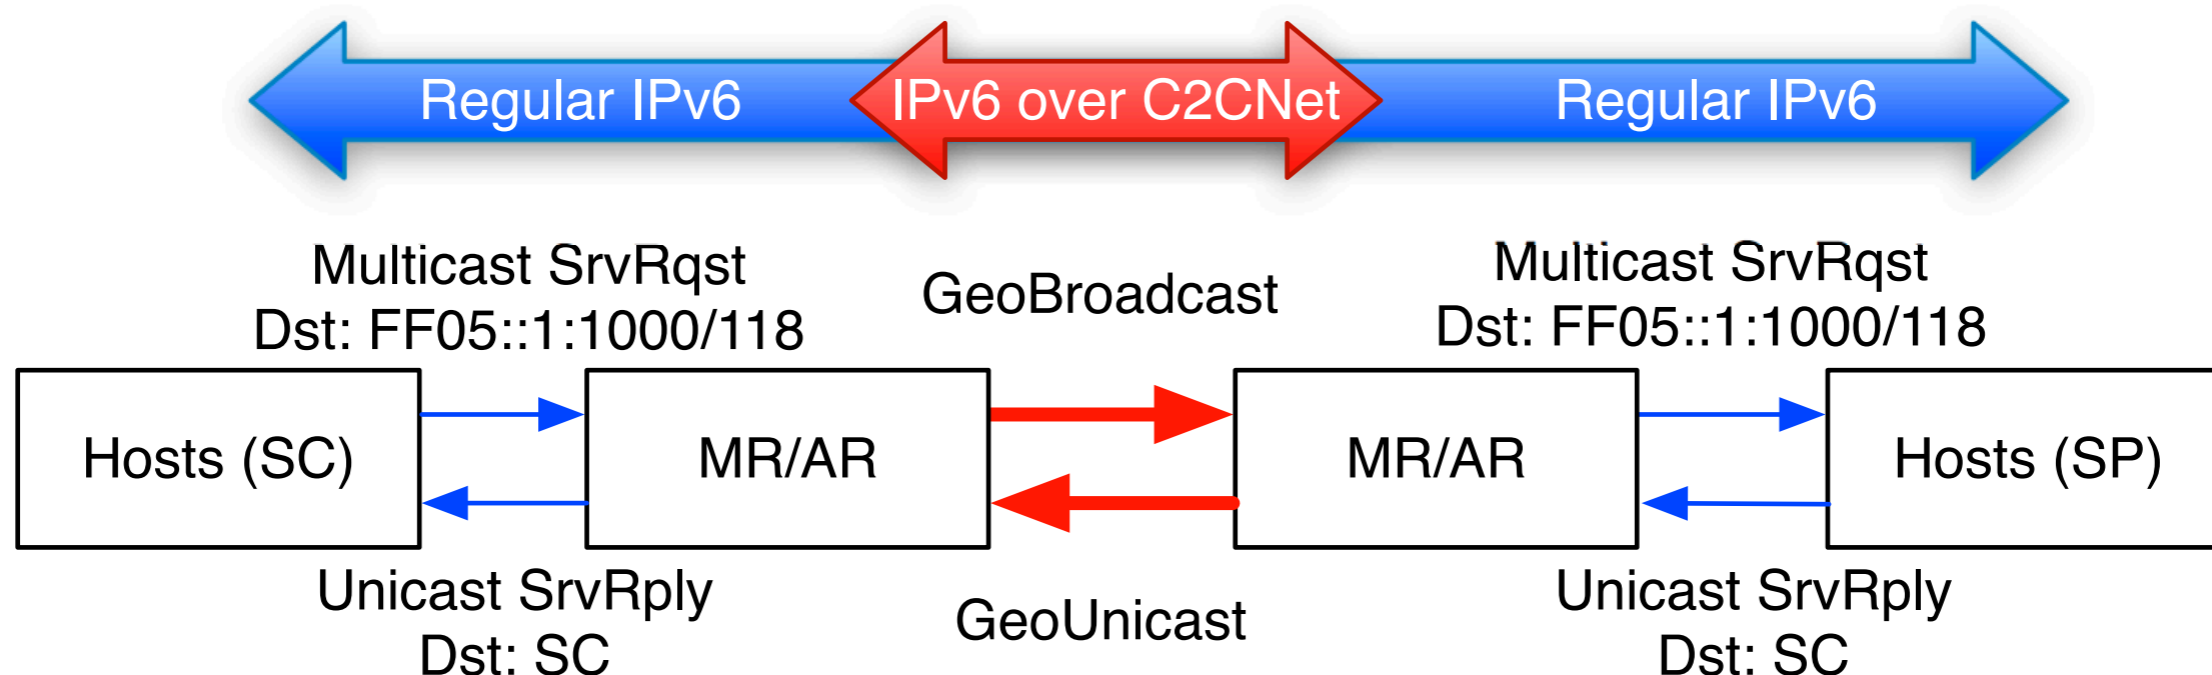 Regular IPv6
IPv6 over C2CNet
Regular IPv6
Multicast SrvRqst
Dst: FF05::1:1000/118
GeoBroadcast
Multicast SrvRqst
Dst: FF05::1:1000/118
Hosts (SC)
MR/AR
MR/AR
Hosts (SP)
Unicast SrvRply
Dst: SC
GeoUnicast
Unicast SrvRply
Dst: SC